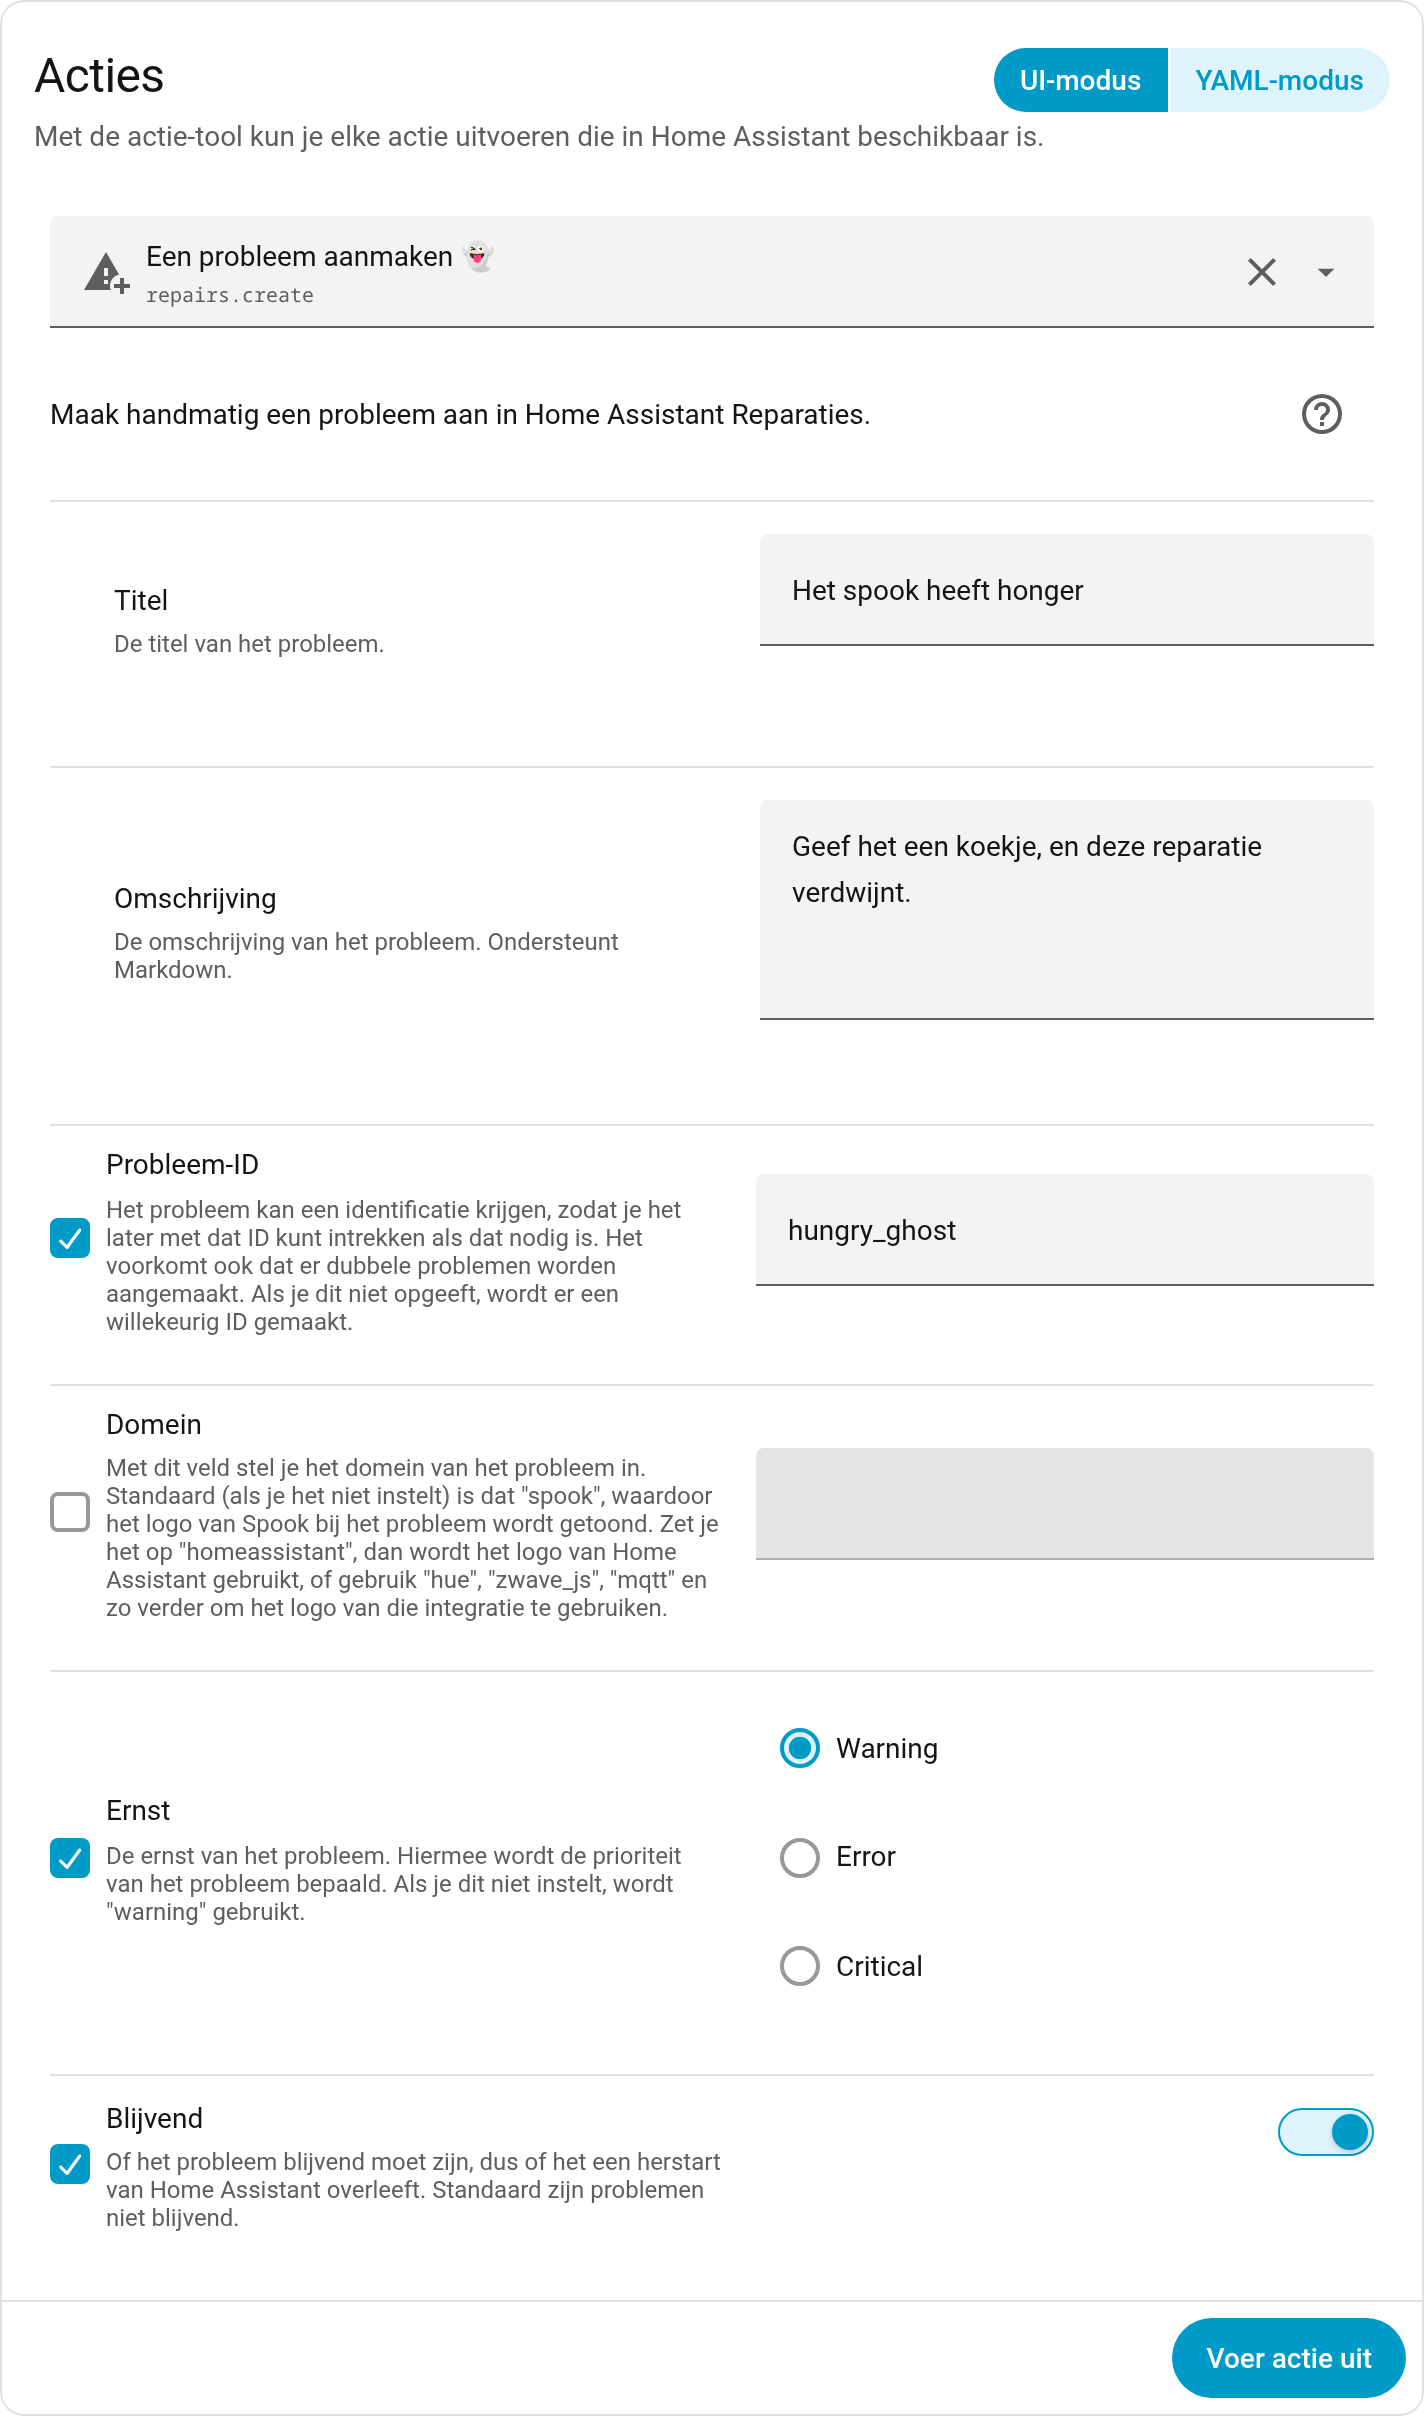 Acties
UI-modus
YAML-modus
Met de actie-tool kun je elke actie uitvoeren die in Home Assistant beschikbaar is.
Een probleem aanmaken 👻
repairs.create
Maak handmatig een probleem aan in Home Assistant Reparaties.
Titel
De titel van het probleem.
Het spook heeft honger
Omschrijving
De omschrijving van het probleem. Ondersteunt
Markdown.
Geef het een koekje, en deze reparatie
verdwijnt.
Probleem-ID
Het probleem kan een identificatie krijgen, zodat je het
later met dat ID kunt intrekken als dat nodig is. Het
voorkomt ook dat er dubbele problemen worden
aangemaakt. Als je dit niet opgeeft, wordt er een
willekeurig ID gemaakt.
hungry_ghost
Domein
Met dit veld stel je het domein van het probleem in.
Standaard (als je het niet instelt) is dat "spook", waardoor
het logo van Spook bij het probleem wordt getoond. Zet je
het op "homeassistant", dan wordt het logo van Home
Assistant gebruikt, of gebruik "hue", "zwave_js", "mqtt" en
zo verder om het logo van die integratie te gebruiken.
Ernst
De ernst van het probleem. Hiermee wordt de prioriteit
van het probleem bepaald. Als je dit niet instelt, wordt
"warning" gebruikt.
Warning
Error
Critical
Blijvend
Of het probleem blijvend moet zijn, dus of het een herstart
van Home Assistant overleeft. Standaard zijn problemen
niet blijvend.
Voer actie uit